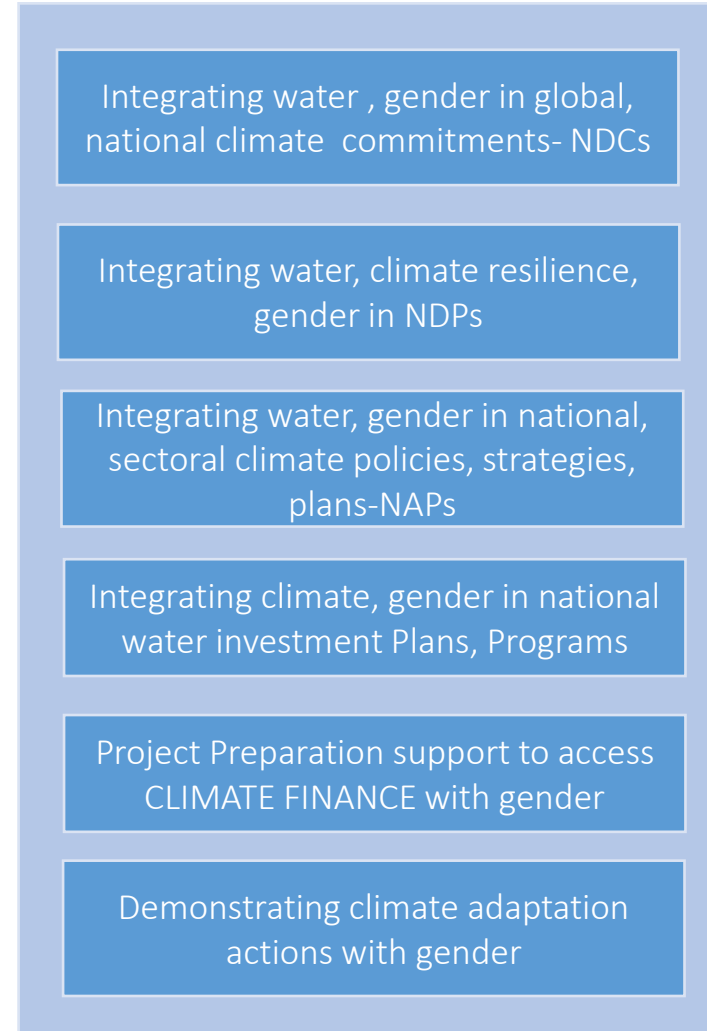 Integrating water , gender in global,
national climate  commitments- NDCs
Integrating water, climate resilience,
gender in NDPs
Integrating water, gender in national,
sectoral climate policies, strategies,
plans-NAPs
Integrating climate, gender in national
water investment Plans, Programs
Project Preparation support to access
CLIMATE FINANCE with gender
Demonstrating climate adaptation
actions with gender